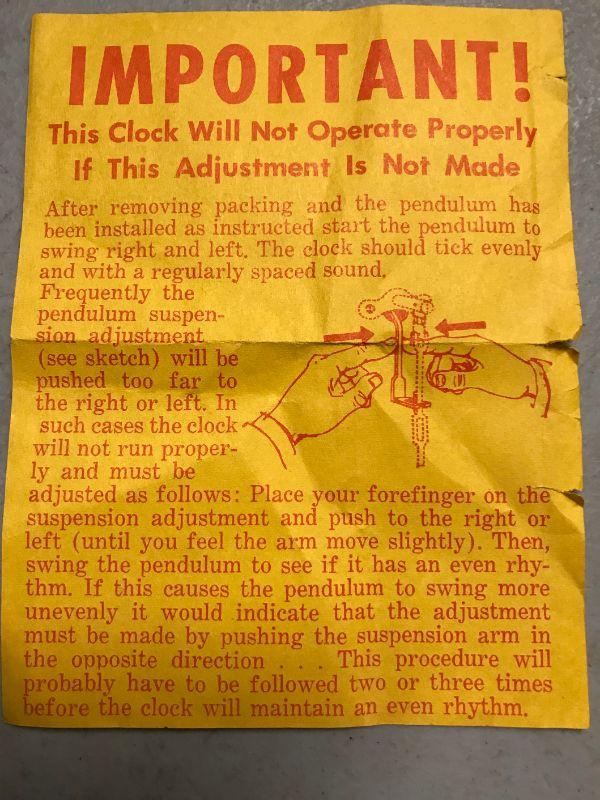 IMPORTANT!
This Clock Will Not Operate Properly
If This Adjustment Is Not Made
After removing packing and the pendulum has
been installed as instructed start the pendulum to
swing right and left. The clock should tick evenly
and with a regularly spaced sound.
Frequently the
pendulum suspen-
sion adjustment
(see sketch) will be
pushed too far to
the right or left. In
such cases the clock
will not run proper-
ly and must be
adjusted as follows: Place your forefinger on the
suspension adjustment and push to the right or
left (until you feel the arm move slightly). Then,
swing the pendulum to see if it has an even rhy-
thm. If this causes the pendulum to swing more
unevenly it would indicate that the adjustment
must be made by pushing the suspension arm in
the opposite direction . . . This procedure will
probably have to be followed two or three times
before the clock will maintain an even rhythm.